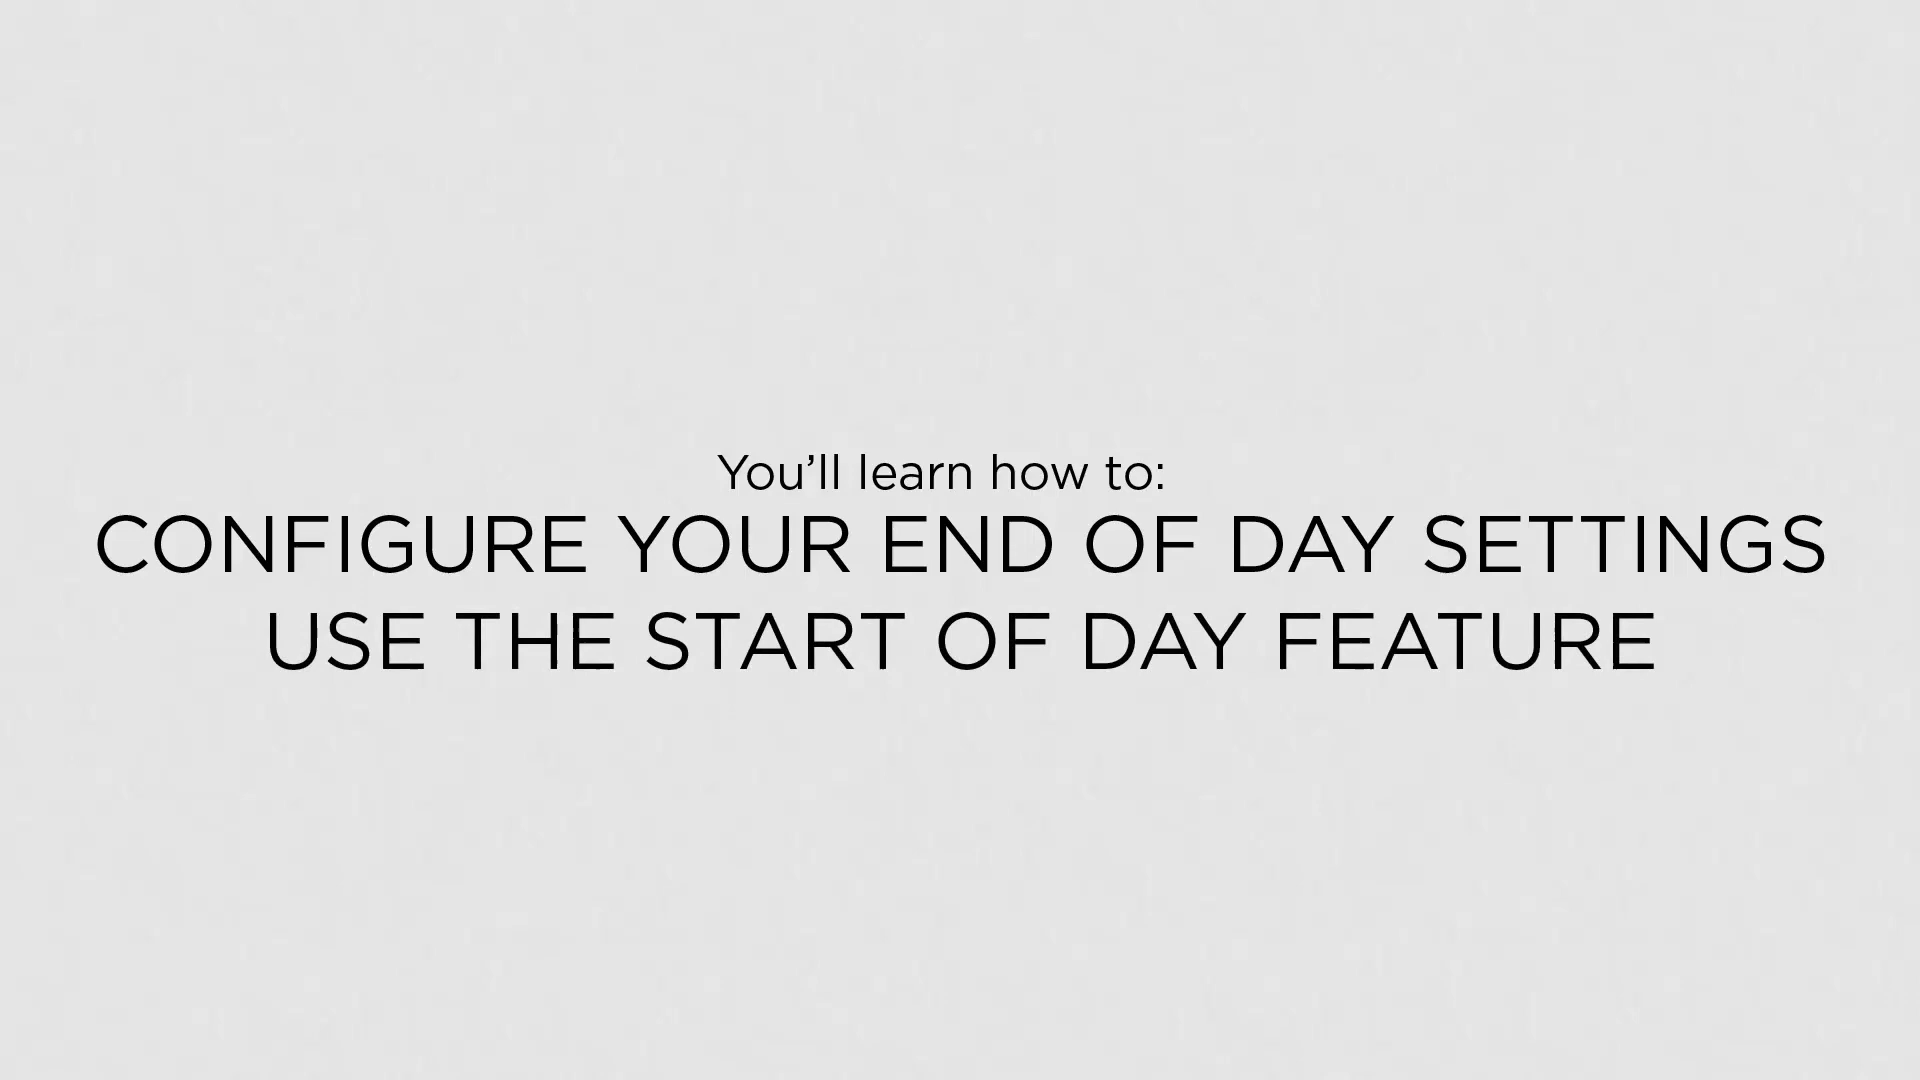 You’ll learn how to:
CONFIGURE YOUR END OF DAY SETTINGS
USE THE START OF DAY FEATURE